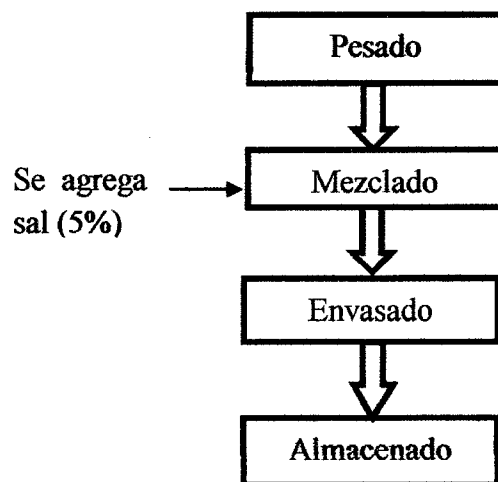 Pesado
Se agrega
sal (5%)
Mezclado
Envasado
Almacenado